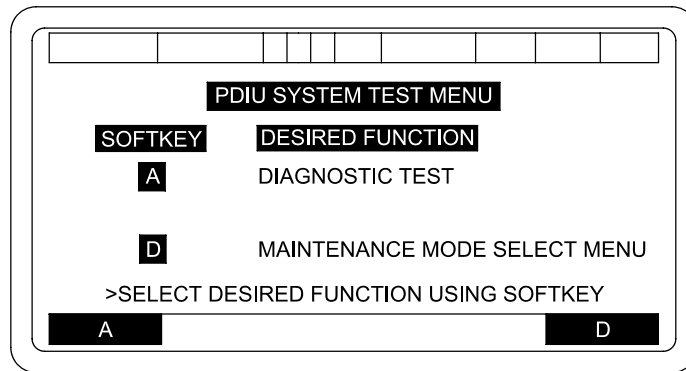 PDIU SYSTEM TEST MENU
SOFTKEY DESIRED FUNCTION
A DIAGNOSTIC TEST
D MAINTENANCE MODE SELECT MENU
>SELECT DESIRED FUNCTION USING SOFTKEY
A D